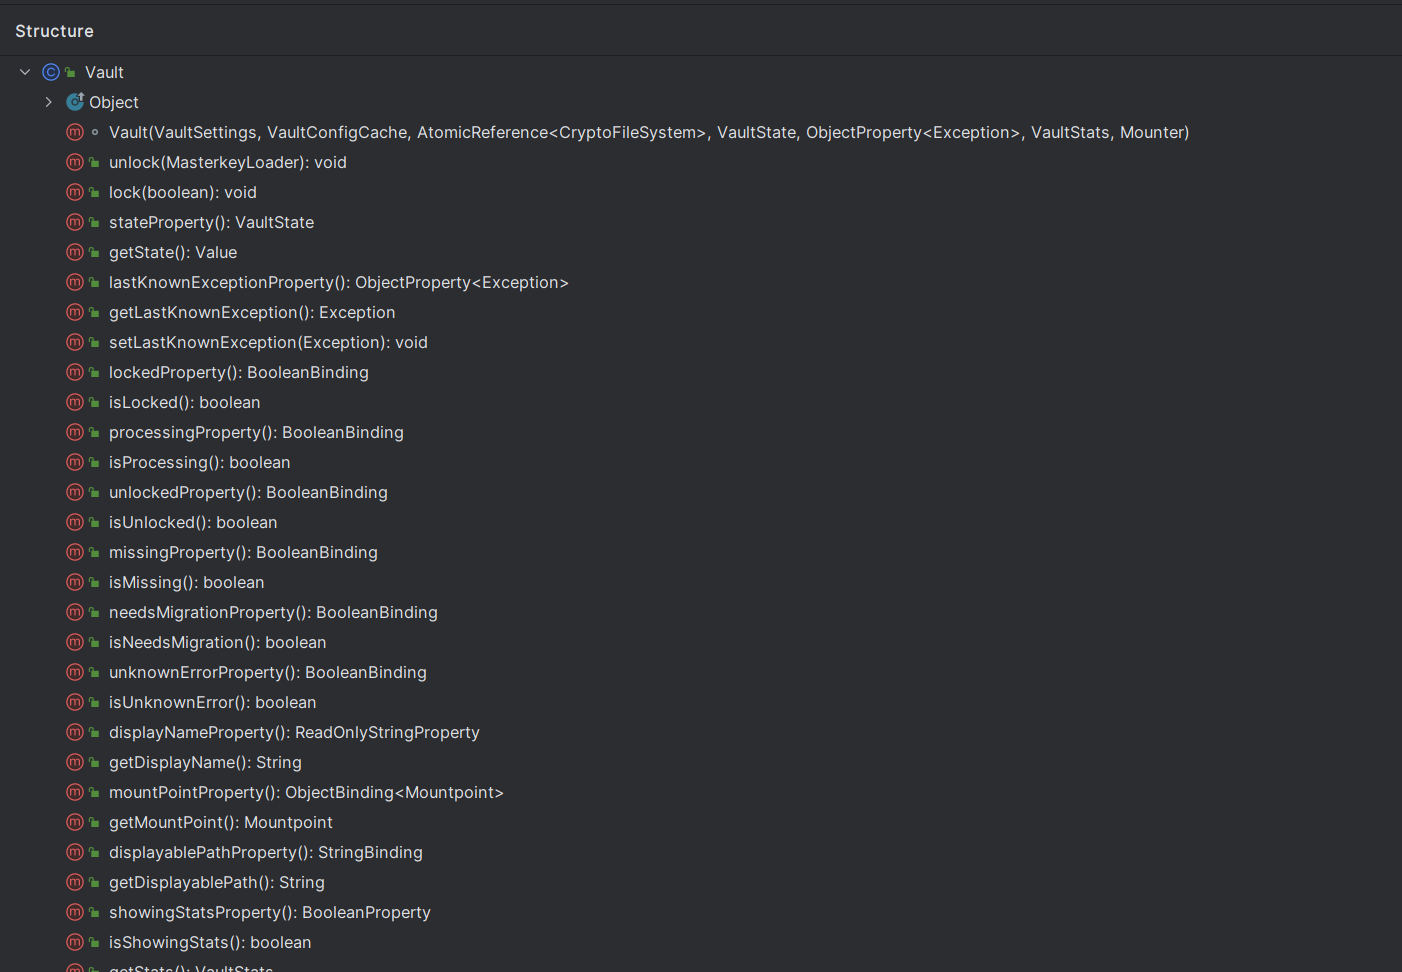 Structure
Vault
Object
Vault(VaultSettings, VaultConfigCache, AtomicReference<CryptoFileSystem>, VaultState, ObjectProperty<Exception>, VaultStats, Mounter)
unlock(MasterkeyLoader): void
lock(boolean): void
stateProperty(): VaultState
getState(): Value
lastKnownExceptionProperty(): ObjectProperty<Exception>
getLastKnownException(): Exception
setLastKnownException(Exception): void
lockedProperty(): BooleanBinding
isLocked(): boolean
processingProperty(): BooleanBinding
isProcessing(): boolean
unlockedProperty(): BooleanBinding
isUnlocked(): boolean
missingProperty(): BooleanBinding
isMissing(): boolean
needsMigrationProperty(): BooleanBinding
isNeedsMigration(): boolean
unknownErrorProperty(): BooleanBinding
isUnknownError(): boolean
displayNameProperty(): ReadOnlyStringProperty
getDisplayName(): String
mountPointProperty(): ObjectBinding<Mountpoint>
getMountPoint(): Mountpoint
displayablePathProperty(): StringBinding
getDisplayablePath(): String
showingStatsProperty(): BooleanProperty
isShowingStats(): boolean
getStats(): VaultStats